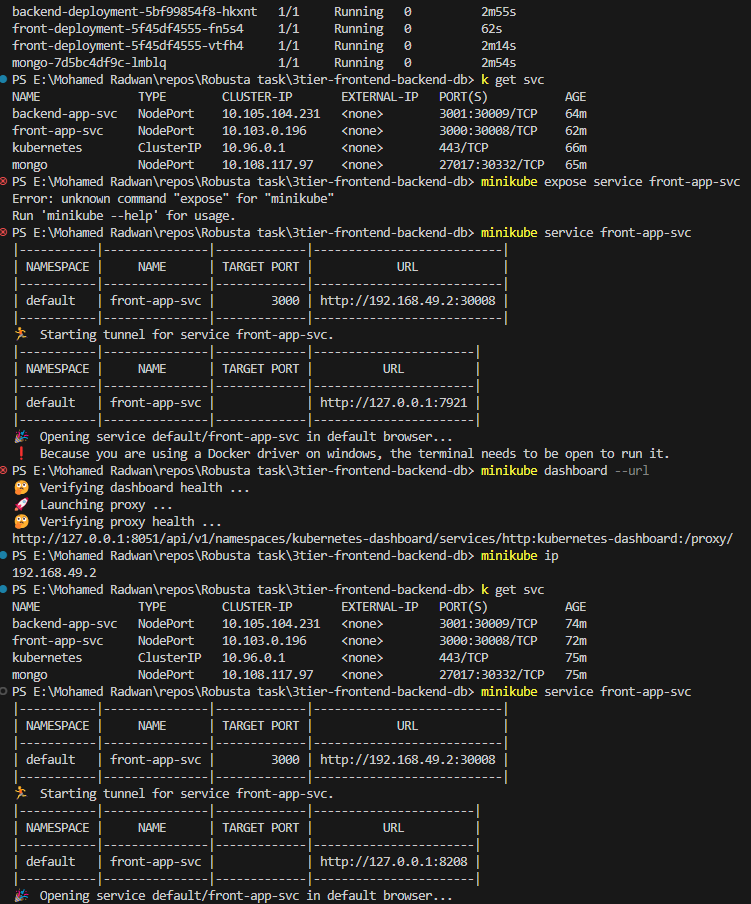 backend-deployment-5bf99854f8-hkxnt   1/1     Running   0          2m55s
front-deployment-5f45df4555-fn5s4     1/1     Running   0          62s
front-deployment-5f45df4555-vtfh4     1/1     Running   0          2m14s
mongo-7d5bc4df9c-lmblq                1/1     Running   0          2m54s
PS E:\Mohamed Radwan\repos\Robusta task\3tier-frontend-backend-db> k get svc
NAME              TYPE        CLUSTER-IP       EXTERNAL-IP   PORT(S)           AGE
backend-app-svc   NodePort    10.105.104.231   <none>        3001:30009/TCP    64m
front-app-svc     NodePort    10.103.0.196     <none>        3000:30008/TCP    62m
kubernetes        ClusterIP   10.96.0.1        <none>        443/TCP           66m
mongo             NodePort    10.108.117.97    <none>        27017:30332/TCP   65m
PS E:\Mohamed Radwan\repos\Robusta task\3tier-frontend-backend-db> minikube expose service front-app-svc
Error: unknown command "expose" for "minikube"
Run 'minikube --help' for usage.
PS E:\Mohamed Radwan\repos\Robusta task\3tier-frontend-backend-db> minikube service front-app-svc
|-----------|---------------|-------------|---------------------------|
| NAMESPACE |     NAME      | TARGET PORT |            URL            |
|-----------|---------------|-------------|---------------------------|
| default   | front-app-svc |        3000 | http://192.168.49.2:30008 |
|-----------|---------------|-------------|---------------------------|
🏃  Starting tunnel for service front-app-svc.
|-----------|---------------|-------------|-----------------------|
| NAMESPACE |     NAME      | TARGET PORT |          URL          |
|-----------|---------------|-------------|-----------------------|
| default   | front-app-svc |             | http://127.0.0.1:7921 |
|-----------|---------------|-------------|-----------------------|
🎉  Opening service default/front-app-svc in default browser...
❗  Because you are using a Docker driver on windows, the terminal needs to be open to run it.
PS E:\Mohamed Radwan\repos\Robusta task\3tier-frontend-backend-db> minikube dashboard --url
🤔  Verifying dashboard health ...
🚀  Launching proxy ...
🤔  Verifying proxy health ...
http://127.0.0.1:8051/api/v1/namespaces/kubernetes-dashboard/services/http:kubernetes-dashboard:/proxy/
PS E:\Mohamed Radwan\repos\Robusta task\3tier-frontend-backend-db> minikube ip
192.168.49.2
PS E:\Mohamed Radwan\repos\Robusta task\3tier-frontend-backend-db> k get svc
NAME              TYPE        CLUSTER-IP       EXTERNAL-IP   PORT(S)           AGE
backend-app-svc   NodePort    10.105.104.231   <none>        3001:30009/TCP    74m
front-app-svc     NodePort    10.103.0.196     <none>        3000:30008/TCP    72m
kubernetes        ClusterIP   10.96.0.1        <none>        443/TCP           75m
mongo             NodePort    10.108.117.97    <none>        27017:30332/TCP   75m
PS E:\Mohamed Radwan\repos\Robusta task\3tier-frontend-backend-db> minikube service front-app-svc
|-----------|---------------|-------------|---------------------------|
| NAMESPACE |     NAME      | TARGET PORT |            URL            |
|-----------|---------------|-------------|---------------------------|
| default   | front-app-svc |        3000 | http://192.168.49.2:30008 |
|-----------|---------------|-------------|---------------------------|
🏃  Starting tunnel for service front-app-svc.
|-----------|---------------|-------------|-----------------------|
| NAMESPACE |     NAME      | TARGET PORT |          URL          |
|-----------|---------------|-------------|-----------------------|
| default   | front-app-svc |             | http://127.0.0.1:8208 |
|-----------|---------------|-------------|-----------------------|
🎉  Opening service default/front-app-svc in default browser...